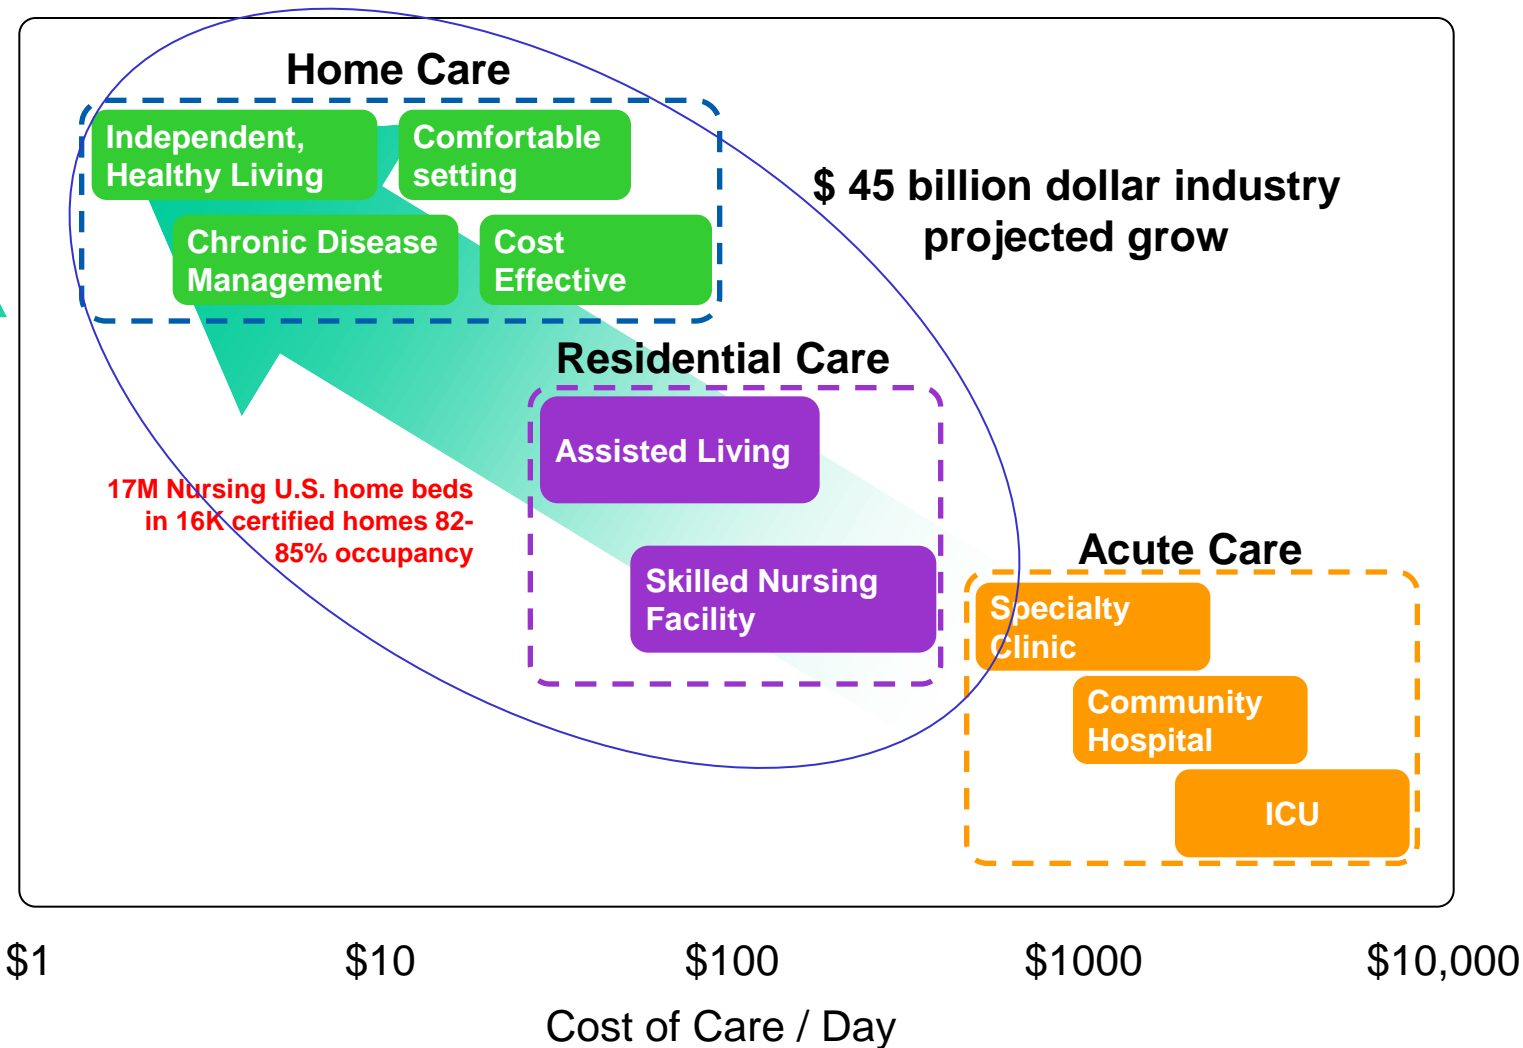 Home Care
Independent,
Healthy Living
Comfortable
setting
Chronic Disease
Management
Cost
Effective
$ 45 billion dollar industry
projected grow
Residential Care
Assisted Living
Skilled Nursing
Facility
17M Nursing U.S. home beds
in 16K certified homes 82-
85% occupancy
Acute Care
Specialty
Clinic
Community
Hospital
ICU
$1
$10
$100
$1000
$10,000
Cost of Care / Day